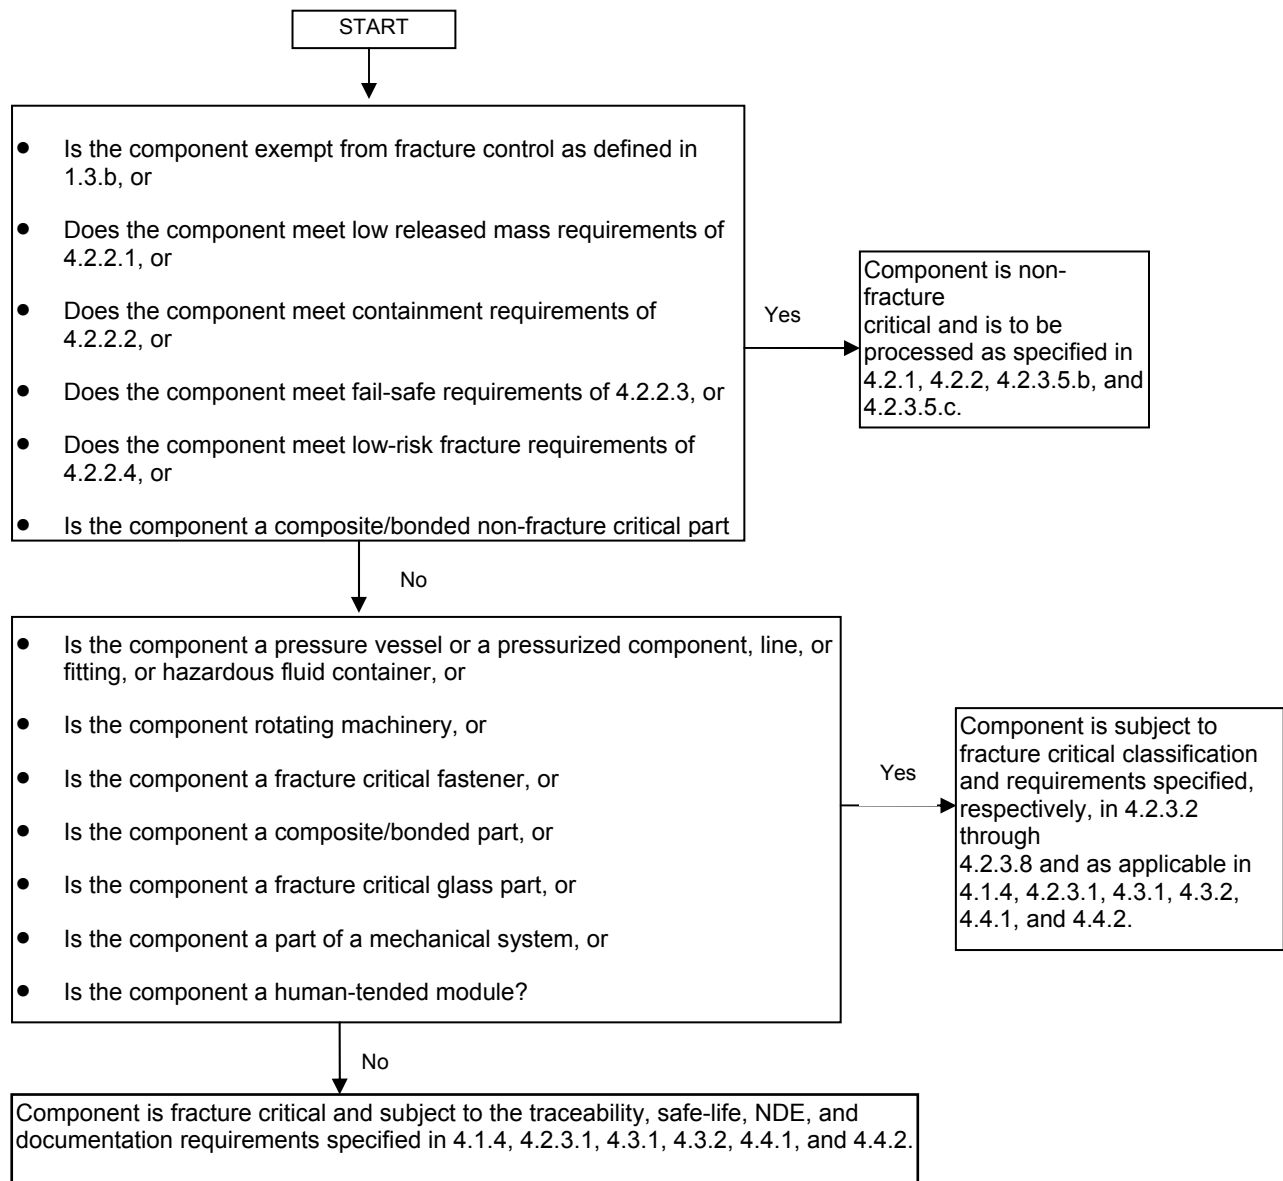 START
● Is the component exempt from fracture control as defined in
1.3.b, or
● Does the component meet low released mass requirements of
4.2.2.1, or
● Does the component meet containment requirements of
4.2.2.2, or
● Does the component meet fail-safe requirements of 4.2.2.3, or
● Does the component meet low-risk fracture requirements of
4.2.2.4, or
● Is the component a composite/bonded non-fracture critical part
Yes
Component is non-
fracture
critical and is to be
processed as specified in
4.2.1, 4.2.2, 4.2.3.5.b, and
4.2.3.5.c.
No
● Is the component a pressure vessel or a pressurized component, line, or
fitting, or hazardous fluid container, or
● Is the component rotating machinery, or
● Is the component a fracture critical fastener, or
● Is the component a composite/bonded part, or
● Is the component a fracture critical glass part, or
● Is the component a part of a mechanical system, or
● Is the component a human-tended module?
Yes
Component is subject to
fracture critical classification
and requirements specified,
respectively, in 4.2.3.2
through
4.2.3.8 and as applicable in
4.1.4, 4.2.3.1, 4.3.1, 4.3.2,
4.4.1, and 4.4.2.
No
Component is fracture critical and subject to the traceability, safe-life, NDE, and
documentation requirements specified in 4.1.4, 4.2.3.1, 4.3.1, 4.3.2, 4.4.1, and 4.4.2.